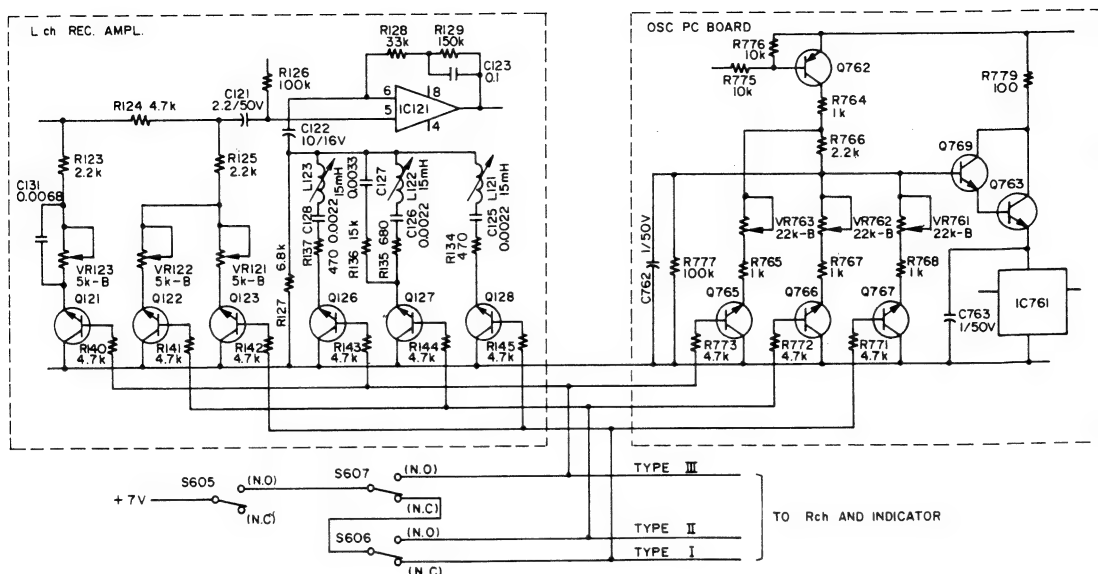 L ch REC. AMPL.
R128
33k
R129
150k
C123
0.1
R126
100k
C121
2.2/50V
R124 4.7k
6
5
8
4
IC121
C122
10/16V
R123
2.2k
R125
2.2k
C131
0.0068
L123
15mH
0.0033
C127
L122
15mH
L121
15mH
C128
0.0022
C126
0.0022
C125
0.0022
R137
470
R136
15k
R135
680
R134
470
6.8k
R127
VR123
5k-B
VR122
5k-B
VR121
5k-B
Q121
Q122
Q123
Q126
Q127
Q128
R140
4.7k
R141
4.7k
R142
4.7k
R143
4.7k
R144
4.7k
R145
4.7k
OSC PC BOARD
R776
10k
R775
10k
Q762
R779
100
R764
1k
R766
2.2k
Q769
Q763
VR763
22k-B
VR762
22k-B
VR761
22k-B
C762 1/50V
R777
100k
R765
1k
R767
1k
R768
1k
Q765
Q766
Q767
C763
1/50V
IC761
R773
4.7k
R772
4.7k
R771
4.7k
+7V
S605
(N.O)
(N.C)
S607
(N.O)
(N.C)
S606
(N.O)
(N.C)
TYPE III
TYPE II
TYPE I
TO Rch AND INDICATOR